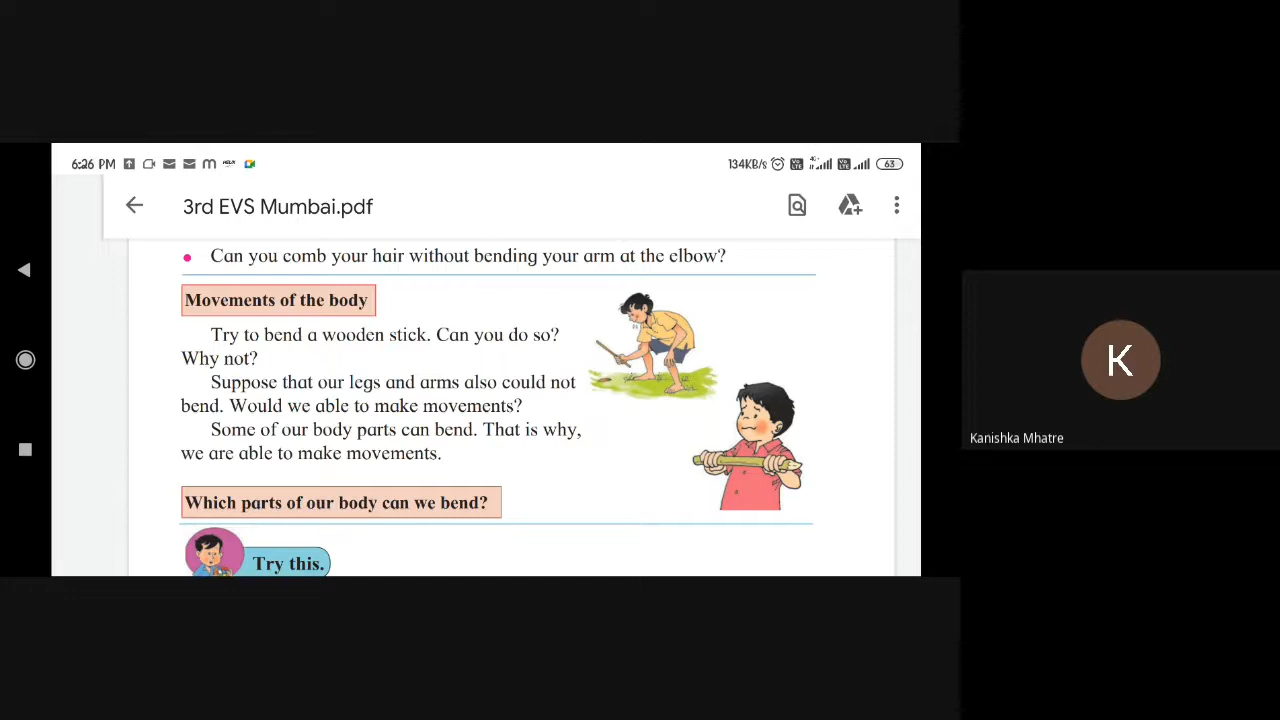 6:26 PM
134KB/s
63
3rd EVS Mumbai.pdf
Can you comb your hair without bending your arm at the elbow?
Movements of the body
Try to bend a wooden stick. Can you do so?
Why not?
Suppose that our legs and arms also could not
bend. Would we able to make movements?
Some of our body parts can bend. That is why,
we are able to make movements.
Which parts of our body can we bend?
Try this.
K
Kanishka Mhatre